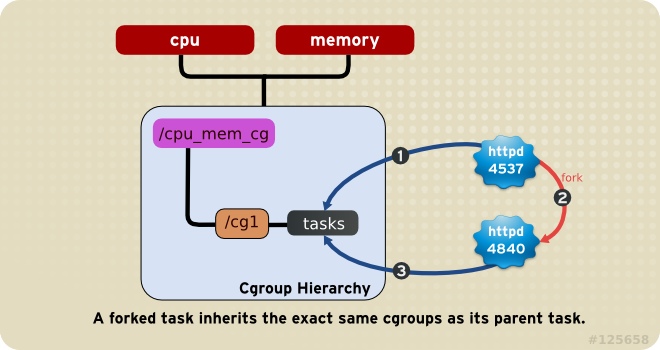 cpu
memory
/cpu_mem_cg
/cg1
tasks
1
httpd
4537
fork
2
httpd
4840
3
Cgroup Hierarchy
A forked task inherits the exact same cgroups as its parent task.
#125658